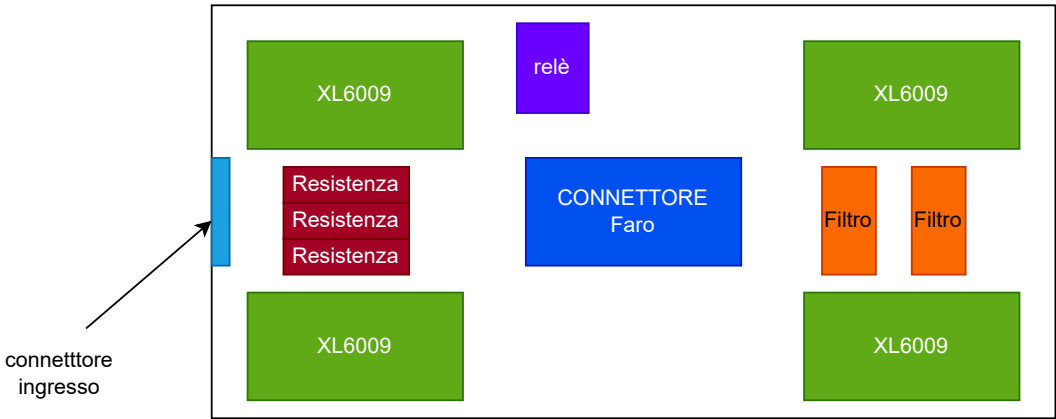 XL6009
relè
XL6009
Resistenza
Resistenza
Resistenza
CONNETTORE
Faro
Filtro
Filtro
XL6009
XL6009
connetttore
ingresso